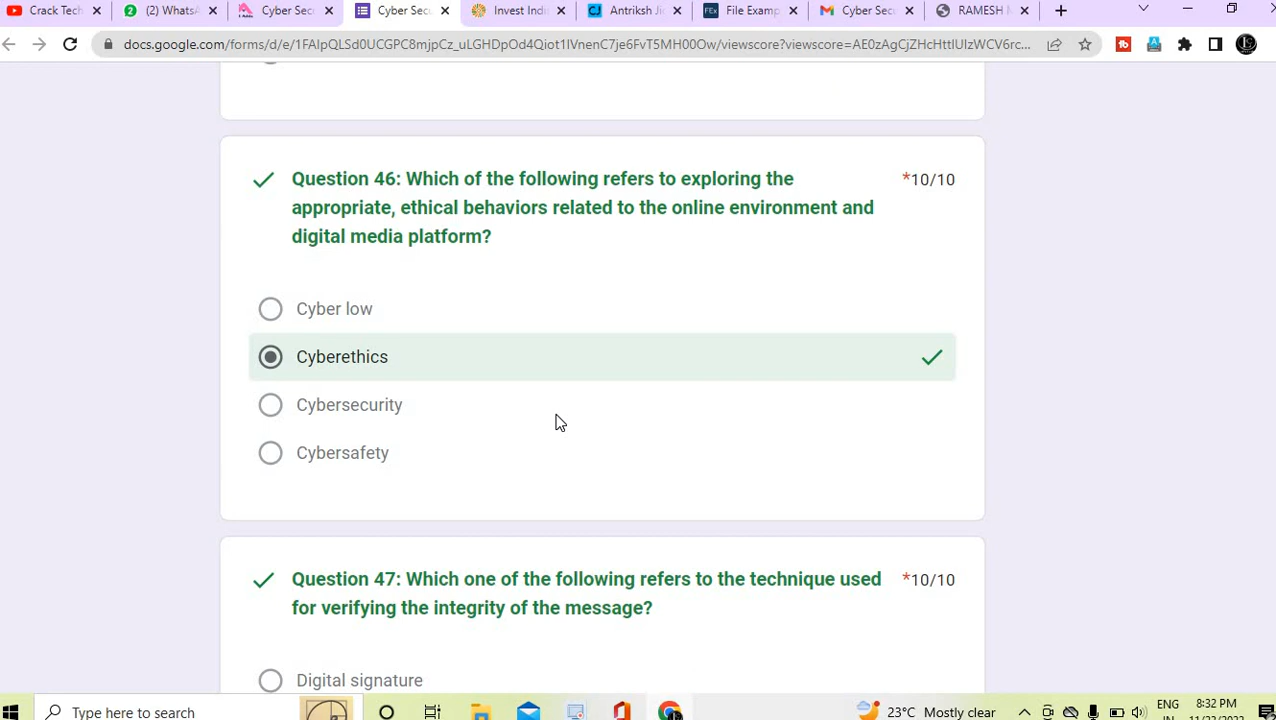 Crack Tech
(2) Whats
Cyber Sec
Cyber Sec
Invest Indi
Antriksh Ji
File Examp
Cyber Sec
RAMESH
docs.google.com/forms/d/e/
/viewscore?viewscore=
Question 46: Which of the following refers to exploring the
*10/10
appropriate, ethical behaviors related to the online environment and
digital media platform?
Cyber low
Cyberethics
Cybersecurity
Cybersafety
Question 47: Which one of the following refers to the technique used
*10/10
for verifying the integrity of the message?
Digital signature
Type here to search
23°C Mostly clear
ENG
IN
8:32 PM